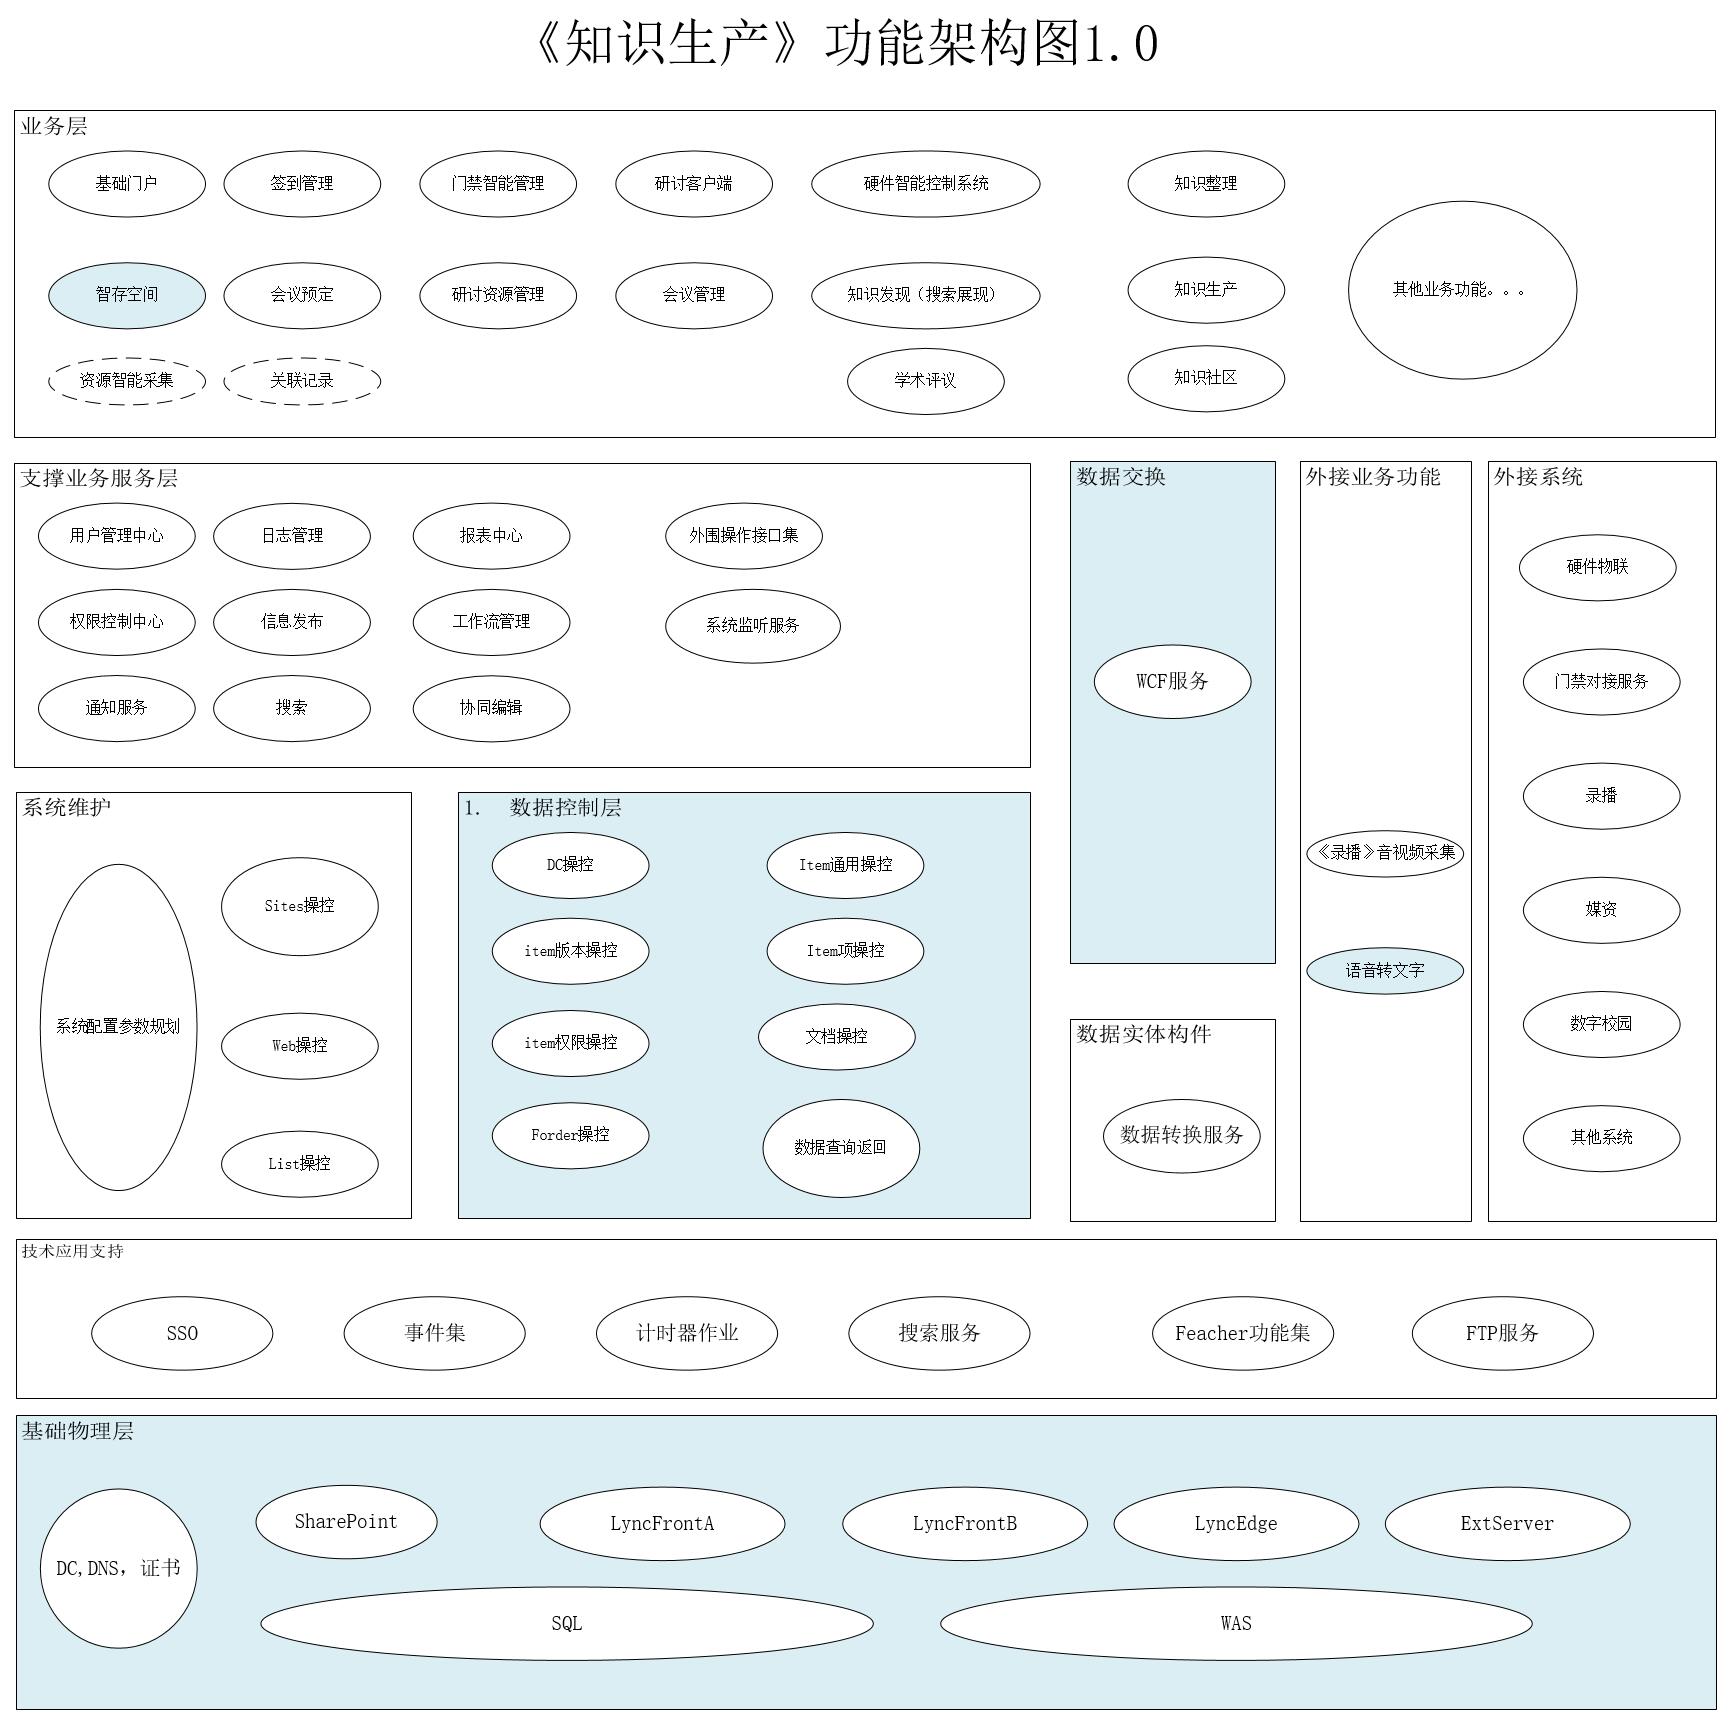 《知识生产》功能架构图1.0
业务层
基础门户
签到管理
门禁智能管理
研讨客户端
硬件智能控制系统
知识整理
智存空间
会议预定
研讨资源管理
会议管理
知识发现（搜索展现）
知识生产
其他业务功能。。。
资源智能采集
关联记录
学术评议
知识社区
支撑业务服务层
用户管理中心
日志管理
报表中心
外围操作接口集
权限控制中心
信息发布
工作流管理
系统监听服务
通知服务
搜索
协同编辑
数据交换
WCF服务
外接业务功能
《录播》音视频采集
语音转文字
外接系统
硬件物联
门禁对接服务
录播
媒资
数字校园
其他系统
系统维护
系统配置参数规划
Sites操控
Web操控
List操控
1. 数据控制层
DC操控
Item通用操控
item版本操控
Item项操控
item权限操控
文档操控
Forder操控
数据查询返回
数据实体构件
数据转换服务
技术应用支持
SSO
事件集
计时器作业
搜索服务
Feacher功能集
FTP服务
基础物理层
DC,DNS，证书
SharePoint
LyncFrontA
LyncFrontB
LyncEdge
ExtServer
SQL
WAS